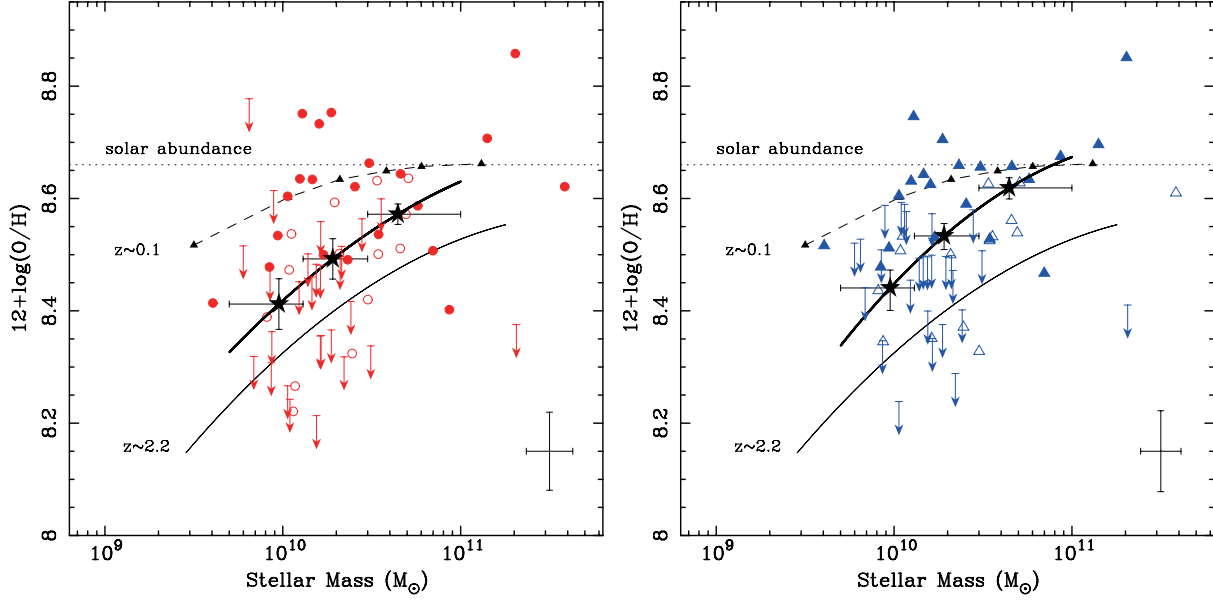 8.8
8.6
8.4
8.2
8
12+log(O/H)
solar abundance
z~0.1
z~2.2
10⁹
10¹⁰
10¹¹
Stellar Mass (M☉)
8.8
8.6
8.4
8.2
8
12+log(O/H)
solar abundance
z~0.1
z~2.2
10⁹
10¹⁰
10¹¹
Stellar Mass (M☉)